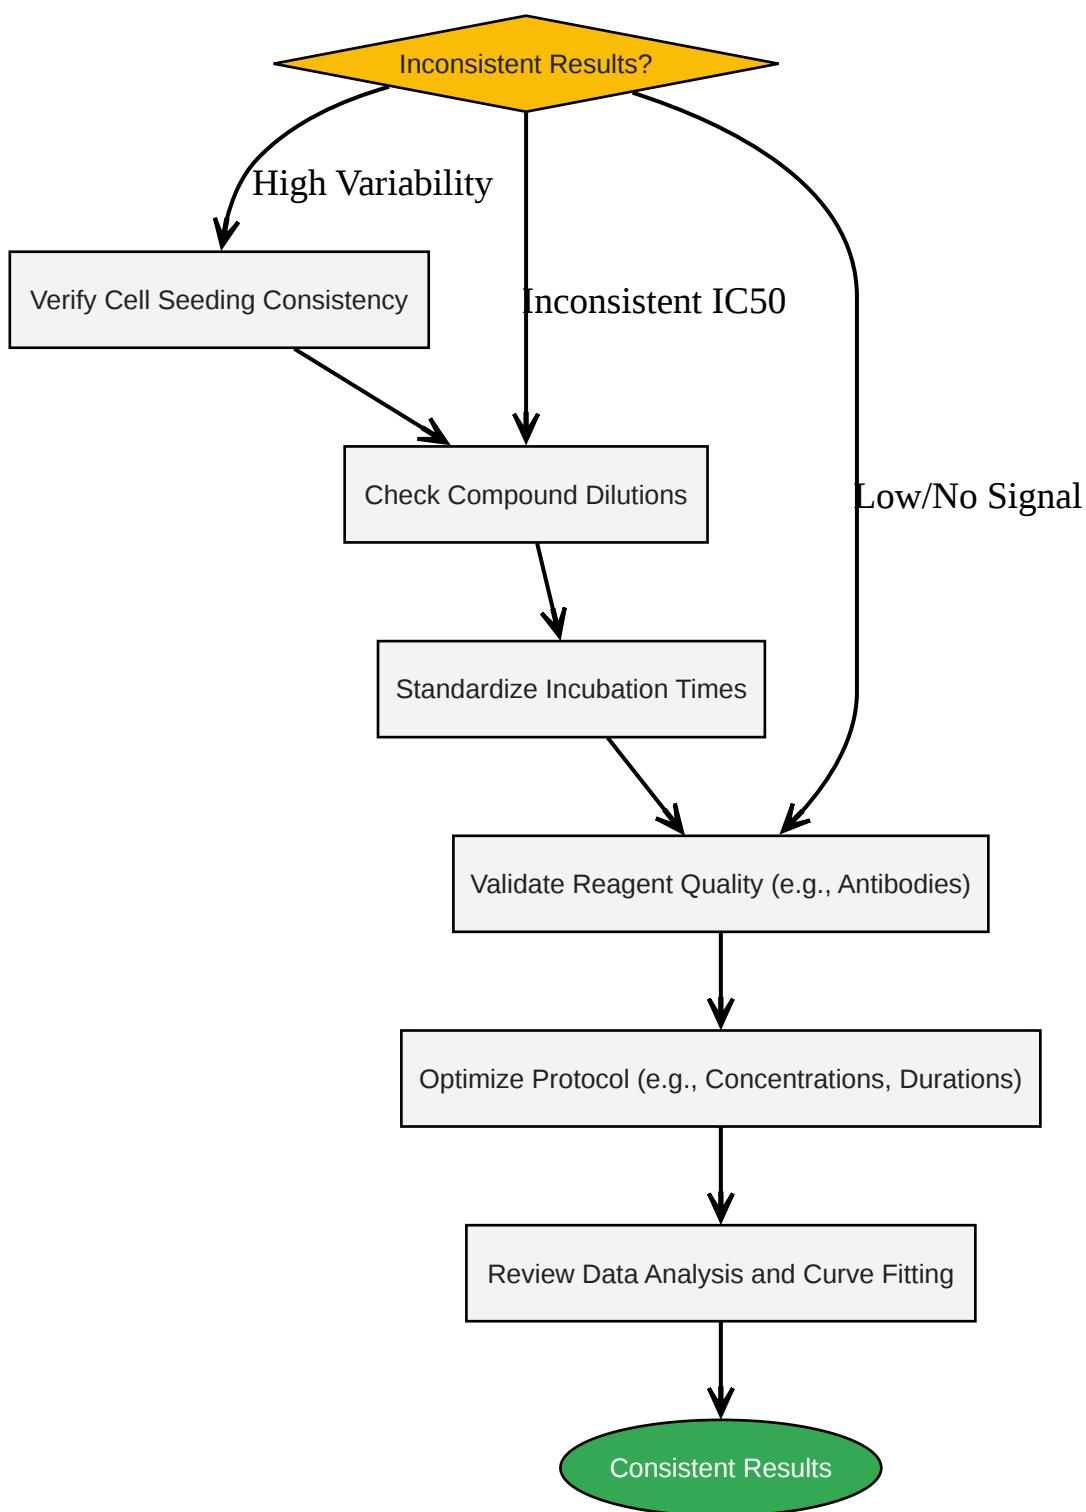 Inconsistent Results?
High Variability
Verify Cell Seeding Consistency
Inconsistent IC50
Check Compound Dilutions
Low/No Signal
Standardize Incubation Times
Validate Reagent Quality (e.g., Antibodies)
Optimize Protocol (e.g., Concentrations, Durations)
Review Data Analysis and Curve Fitting
Consistent Results